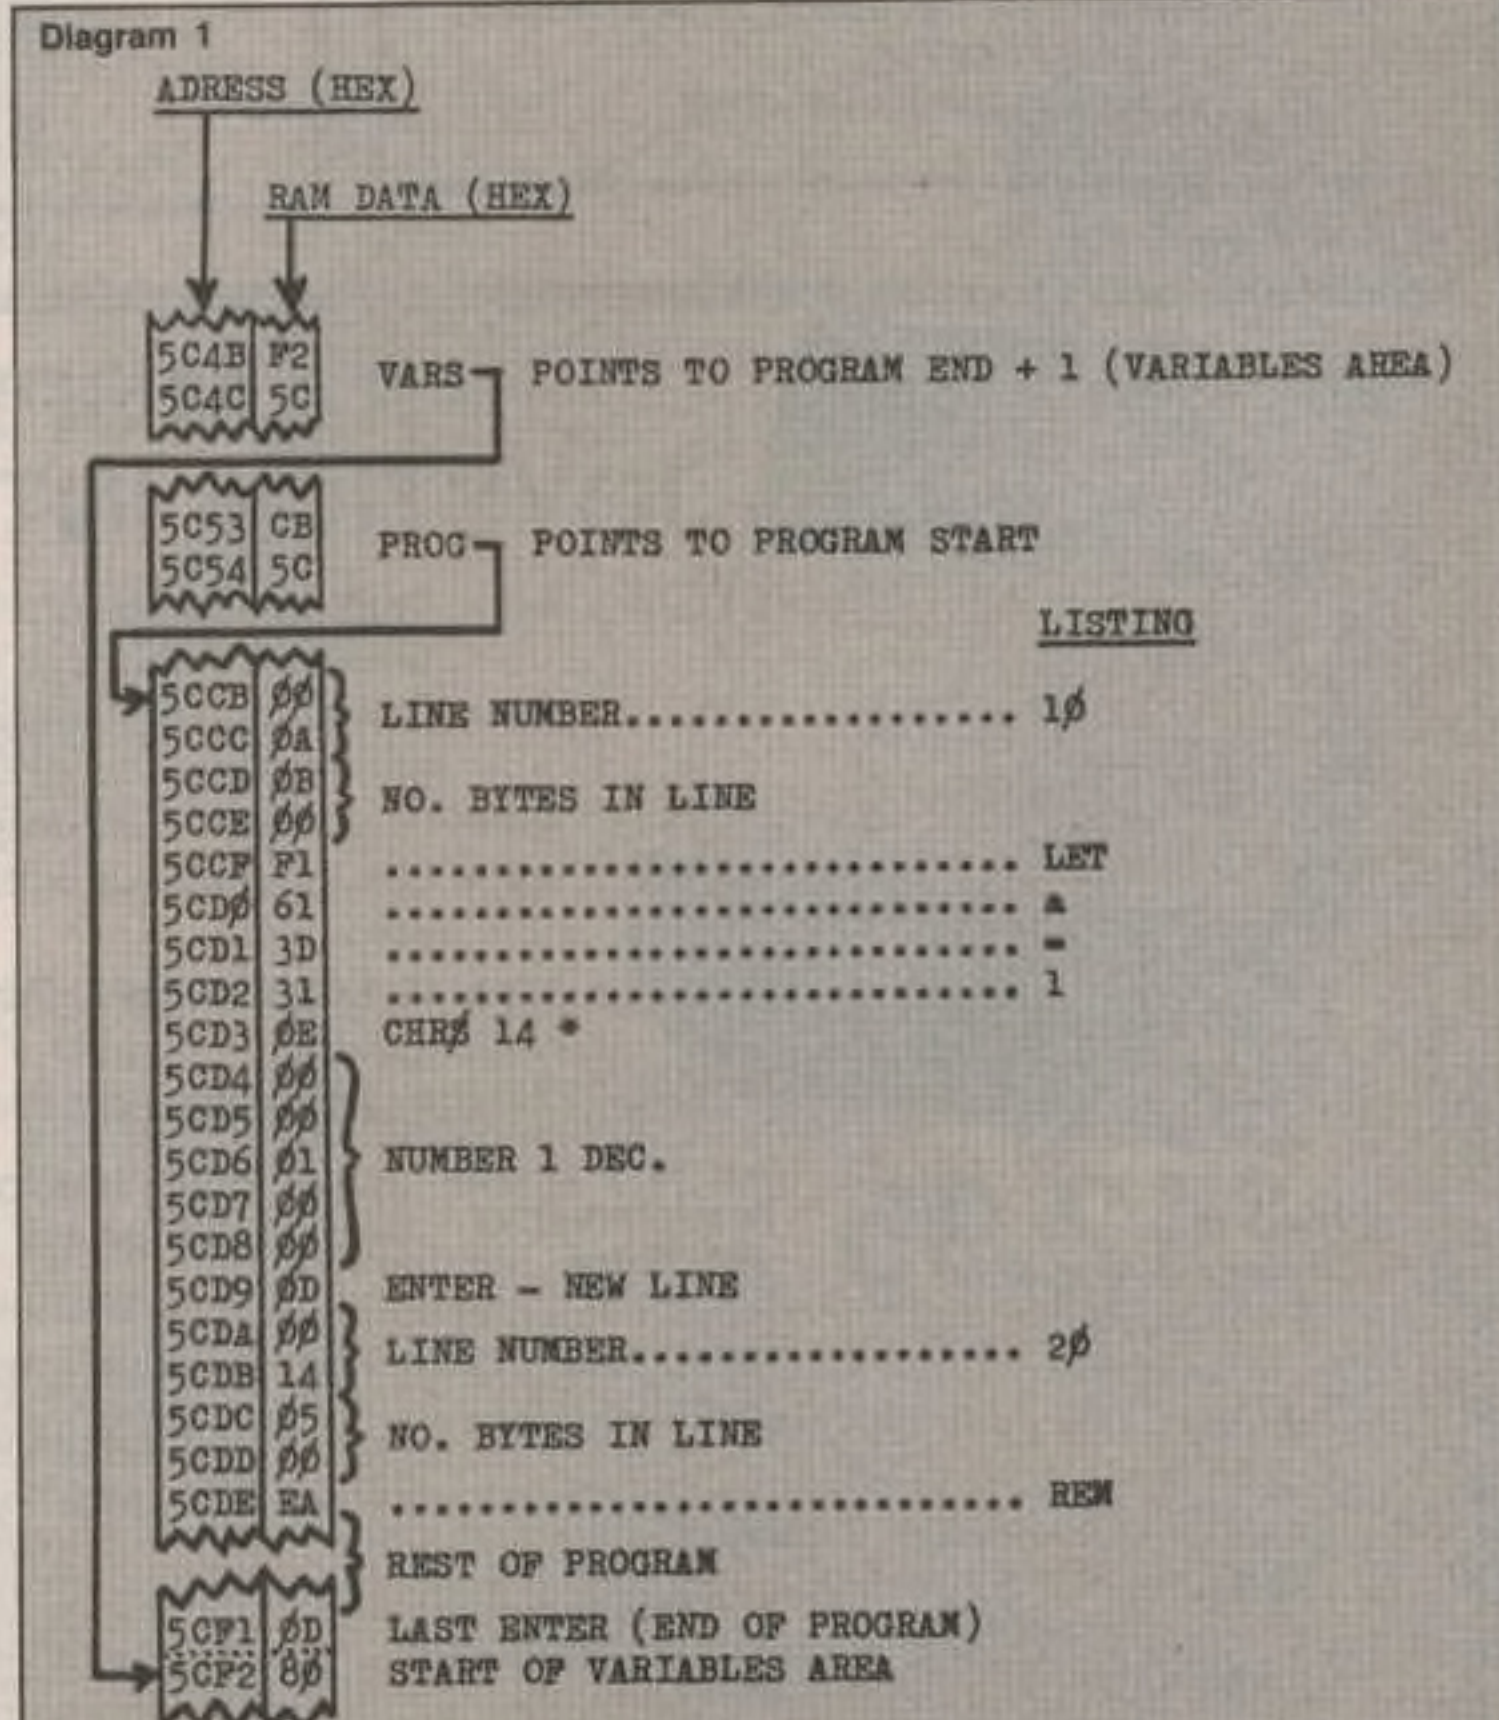 Diagram 1
ADRESS (HEX)
RAM DATA (HEX)
5C4B F2
VARS POINTS TO PROGRAM END + 1 (VARIABLES AREA)
5C4C 5C
5C53 CB
PROG POINTS TO PROGRAM START
5C54 5C
LISTING
5CCB ØØ
LINE NUMBER.................. 1Ø
5CCC ØA
5CCD ØB
NO. BYTES IN LINE
5CCE ØØ
5CCF F1 ............................. LET
5CDØ 61 ............................. a
5CD1 3D ............................. =
5CD2 31 ............................. 1
5CD3 ØE CHR$ 14 *
5CD4 ØØ
5CD5 ØØ
5CD6 Ø1 NUMBER 1 DEC.
5CD7 ØØ
5CD8 ØØ
5CD9 ØD ENTER - NEW LINE
5CDA ØØ
LINE NUMBER.................. 2Ø
5CDB 14
5CDC Ø5
NO. BYTES IN LINE
5CDD ØØ
5CDE EA ............................. REM
REST OF PROGRAM
5CF1 ØD LAST ENTER (END OF PROGRAM)
5CF2 8Ø START OF VARIABLES AREA